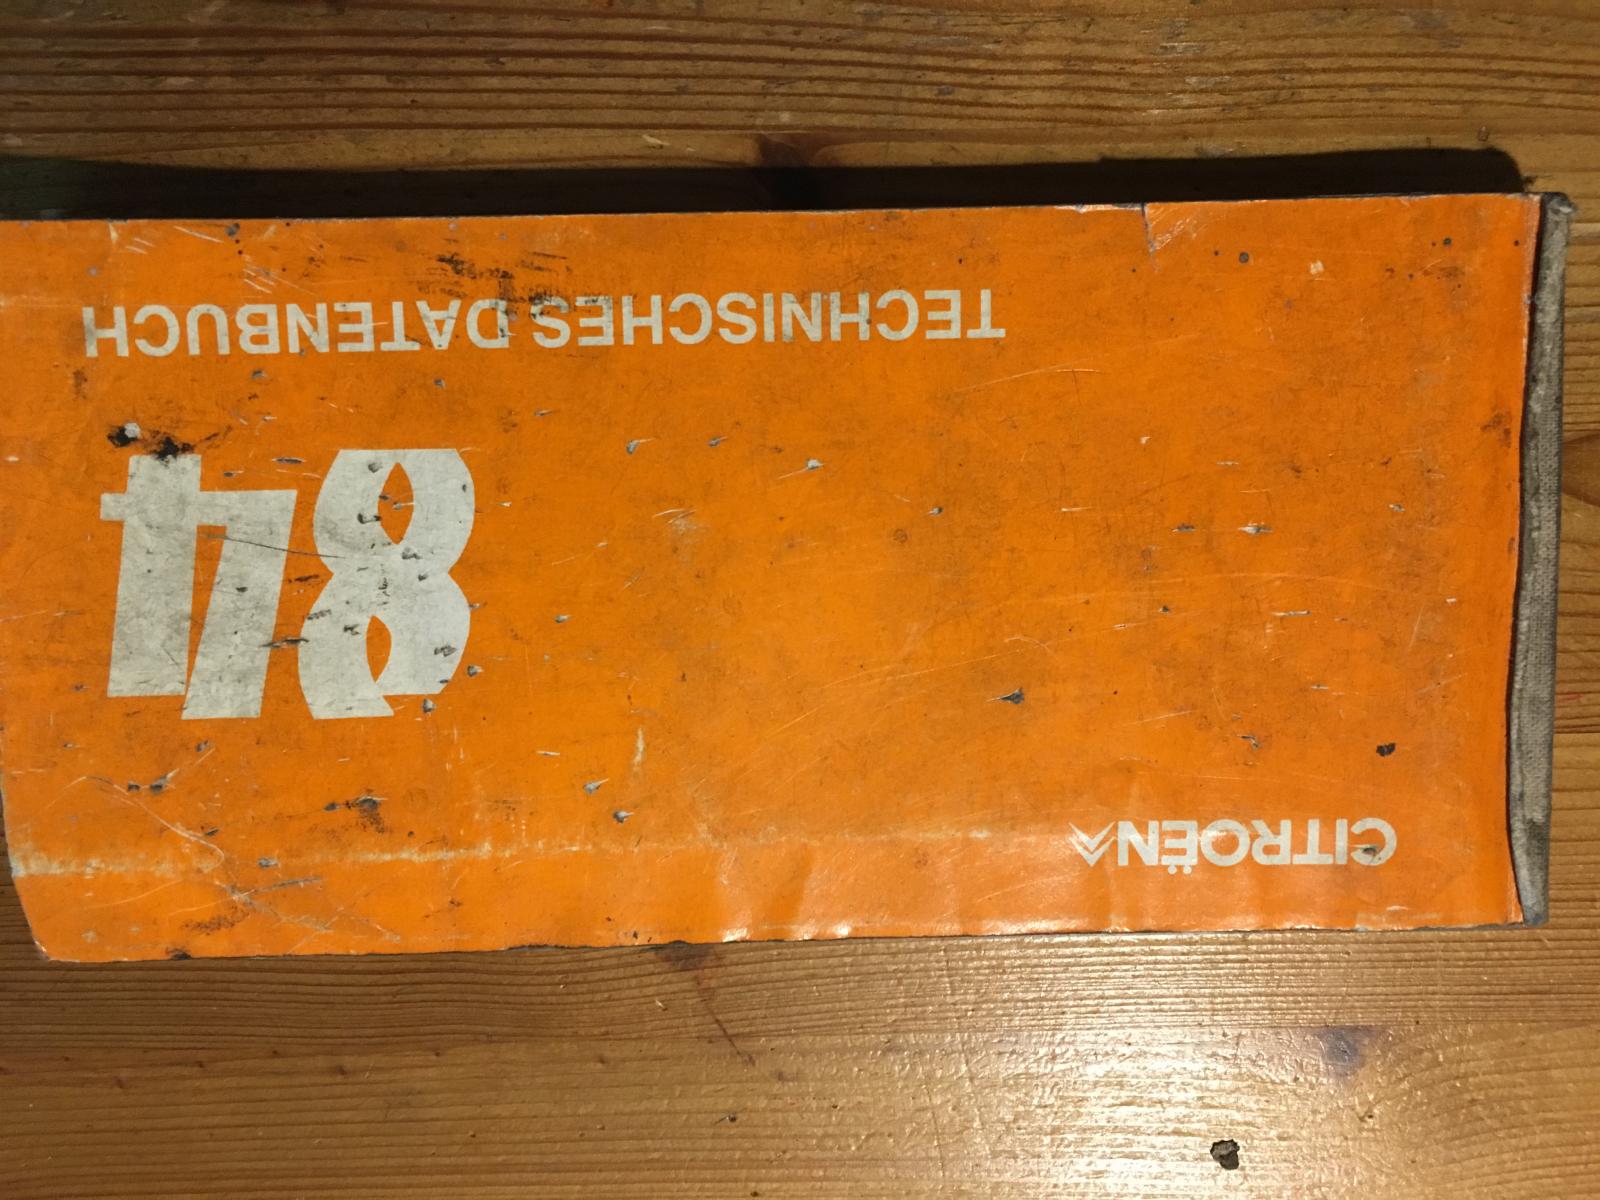 CITROËN
84
TECHNISCHES DATENBUCH